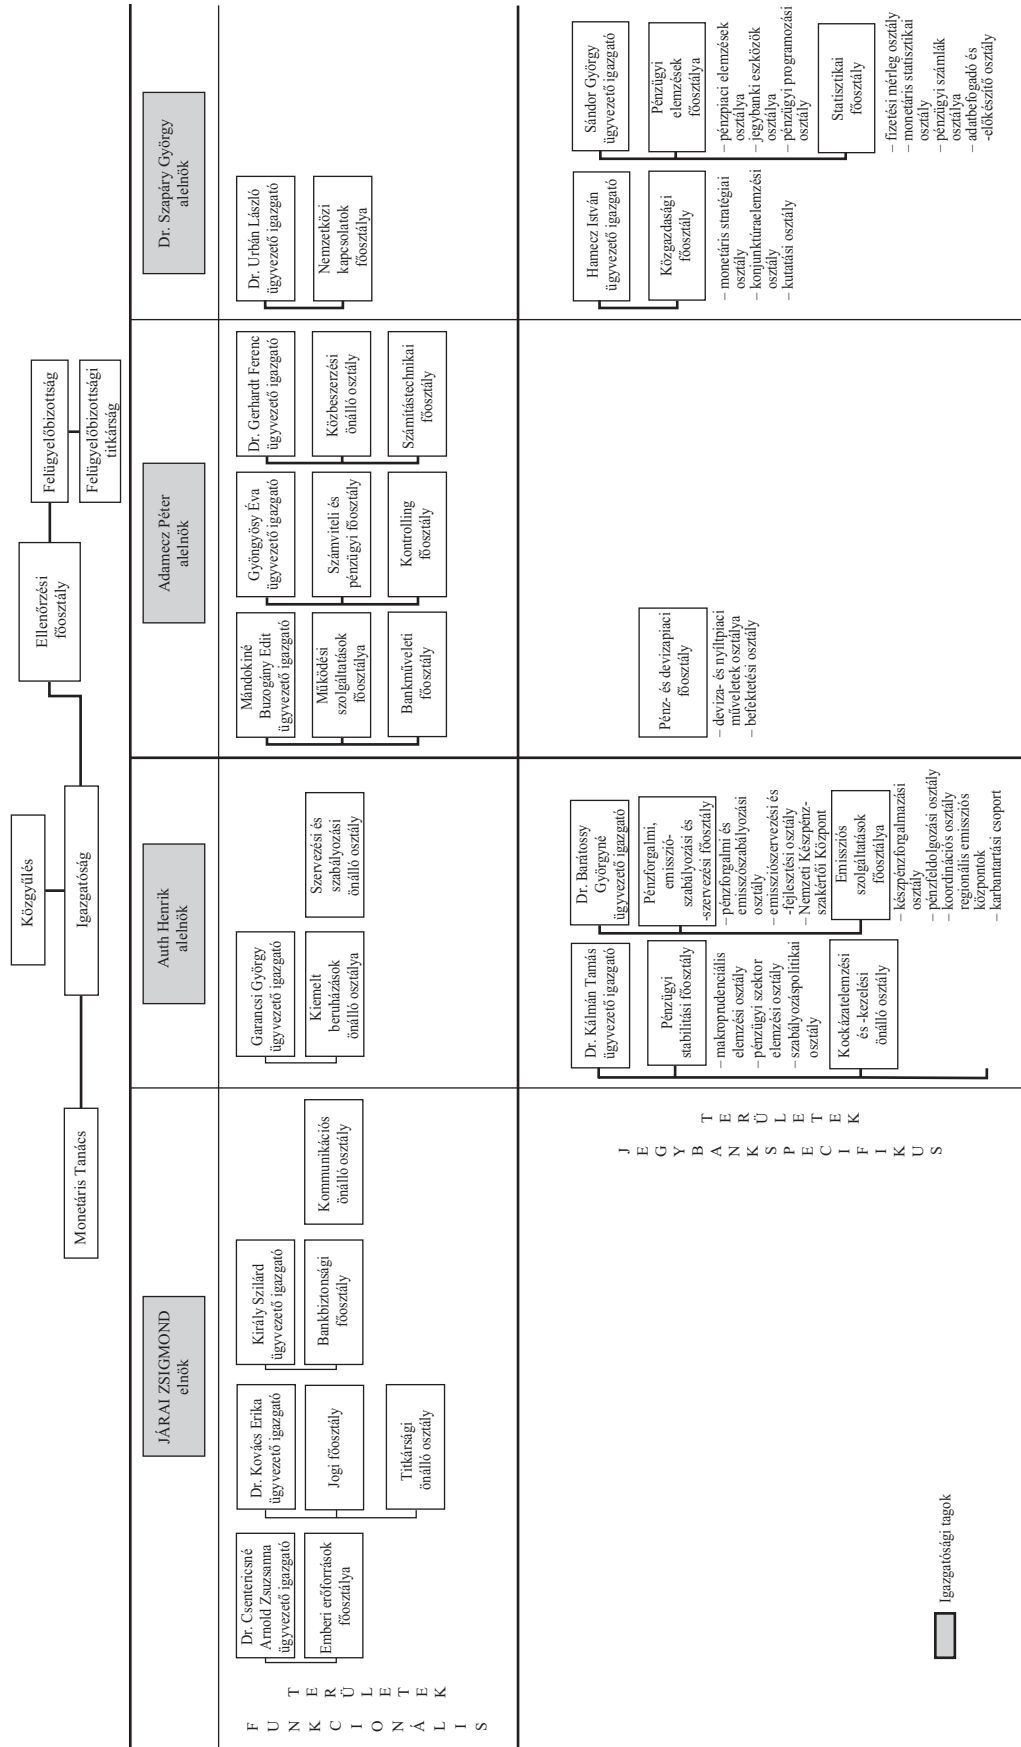 Közgyűlés
Igazgatóság
Monetáris Tanács
Ellenőrzési
főosztály
Felügyelőbizottság
Felügyelőbizottsági
titkárság
JÁRAI ZSIGMOND
elnök
Auth Henrik
alelnök
Adamecz Péter
alelnök
Dr. Szapáry György
alelnök
F U N K C I O N Á L I S
T E R Ü L E T E K
Dr. Csentericsné
Arnold Zsuzsanna
ügyvezető igazgató
Emberi erőforrások
főosztálya
Dr. Kovács Erika
ügyvezető igazgató
Jogi főosztály
Titkársági
önálló osztály
Király Szilárd
ügyvezető igazgató
Bankbiztonsági
főosztály
Kommunikációs
önálló osztály
Garancsi György
ügyvezető igazgató
Kiemelt
beruházások
önálló osztálya
Szervezési és
szabályozási
önálló osztály
Mándokiné
Buzogány Edit
ügyvezető igazgató
Működési
szolgáltatások
főosztálya
Bankműveleti
főosztály
Gyöngyösy Éva
ügyvezető igazgató
Számviteli és
pénzügyi főosztály
Kontrolling
főosztály
Dr. Gerhardt Ferenc
ügyvezető igazgató
Közbeszerzési
önálló osztály
Számítástechnikai
főosztály
Dr. Urbán László
ügyvezető igazgató
Nemzetközi
kapcsolatok
főosztálya
J E G Y B A N K S P E C I F I K U S
T E R Ü L E T E K
Dr. Kálmán Tamás
ügyvezető igazgató
Pénzügyi
stabilitási főosztály
– makroprudenciális
elemzési osztály
– pénzügyi szektor
elemzési osztály
– szabályozáspolitikai
osztály
Kockázatelemzési
és -kezelési
önálló osztály
Dr. Barátossy
Györgyné
ügyvezető igazgató
Pénzforgalmi,
emisszió-
szabályozási és
-szervezési főosztály
– pénzforgalmi és
emisszószabályozási
osztály
– emissziószervezési és
-fejlesztési osztály
– Nemzeti Készpénz-
szakértői Központ
Emissziós
szolgáltatások
főosztálya
– készpénzforgalmazási
osztály
– pénzfeldolgozási osztály
– koordinációs osztály
regionális emissziós
központok
– karbantartási csoport
Pénz- és devizapiaci
főosztály
– deviza- és nyíltpiaci
műveletek osztálya
– befektetési osztály
Hamecz István
ügyvezető igazgató
Közgazdasági
főosztály
– monetáris stratégiai
osztály
– konjunktúraelemzési
osztály
– kutatási osztály
Sándor György
ügyvezető igazgató
Pénzügyi
elemzések
főosztálya
– pénzpiaci elemzések
osztálya
– jegybanki eszközök
osztálya
– pénzügyi programozási
osztály
Statisztikai
főosztály
– fizetési mérleg osztály
– monetáris statisztikai
osztály
– pénzügyi számlák
osztálya
– adatbefogadó és
-előkészítő osztály
Igazgatósági tagok